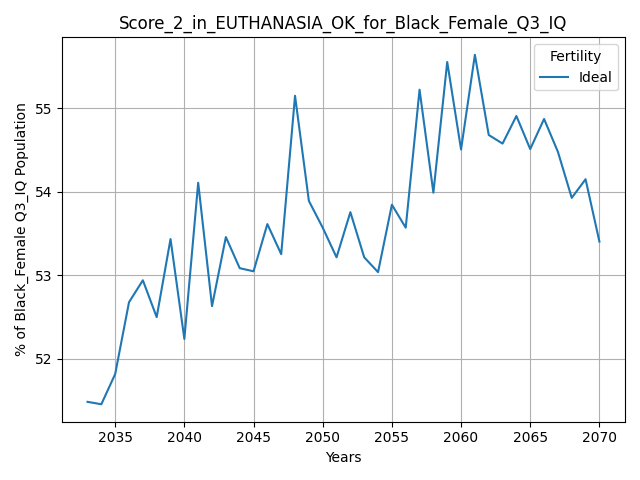 Score_2_in_EUTHANASIA_OK_for_Black_Female_Q3_IQ
Fertility
Ideal
% of Black_Female Q3_IQ Population
55
54
53
52
2035 2040 2045 2050 2055 2060 2065 2070
Years